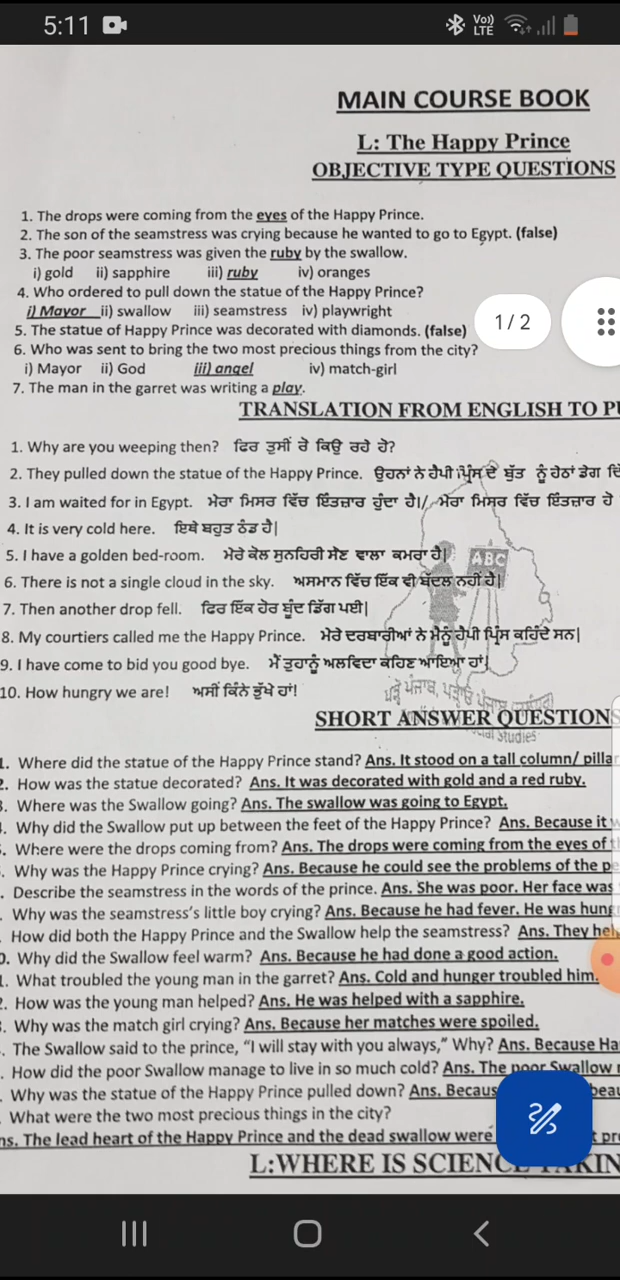 5:11
Vo)) LTE
MAIN COURSE BOOK
L: The Happy Prince
OBJECTIVE TYPE QUESTIONS
1. The drops were coming from the eyes of the Happy Prince.
2. The son of the seamstress was crying because he wanted to go to Egypt. (false)
3. The poor seamstress was given the ruby by the swallow.
i) gold ii) sapphire iii) ruby iv) oranges
4. Who ordered to pull down the statue of the Happy Prince?
i) Mayor ii) swallow iii) seamstress iv) playwright
1/2
5. The statue of Happy Prince was decorated with diamonds. (false)
6. Who was sent to bring the two most precious things from the city?
i) Mayor ii) God iii) angel iv) match-girl
7. The man in the garret was writing a play.
TRANSLATION FROM ENGLISH TO PU
1. Why are you weeping then? ਫਿਰ ਤੁਸੀਂ ਰੋ ਕਿਉਂ ਰਹੇ ਹੋ?
2. They pulled down the statue of the Happy Prince. ਉਹਨਾਂ ਨੇ ਹੈਪੀ ਪ੍ਰਿੰਸ ਦੇ ਬੁੱਤ ਨੂੰ ਹੇਠਾਂ ਡੇਗ
3. I am waited for in Egypt. ਮੇਰਾ ਮਿਸਰ ਵਿੱਚ ਇੰਤਜ਼ਾਰ ਹੁੰਦਾ ਹੈ।/ ਮੇਰਾ ਮਿਸਰ ਵਿੱਚ ਇੰਤਜ਼ਾਰ ਹੋ
4. It is very cold here. ਇਥੇ ਬਹੁਤ ਠੰਡ ਹੈ|
5. I have a golden bed-room. ਮੇਰੇ ਕੋਲ ਸੁਨਹਿਰੀ ਸੌਣ ਵਾਲਾ ਕਮਰਾ ਹੈ|
ABC
6. There is not a single cloud in the sky. ਅਸਮਾਨ ਵਿੱਚ ਇੱਕ ਵੀ ਬੱਦਲ ਨਹੀਂ ਹੈ|
7. Then another drop fell. ਫਿਰ ਇੱਕ ਹੋਰ ਬੂੰਦ ਡਿੱਗ ਪਈ|
8. My courtiers called me the Happy Prince. ਮੇਰੇ ਦਰਬਾਰੀਆਂ ਨੇ ਮੈਨੂੰ ਹੈਪੀ ਪ੍ਰਿੰਸ ਕਹਿੰਦੇ ਸਨ|
9. I have come to bid you good bye. ਮੈਂ ਤੁਹਾਨੂੰ ਅਲਵਿਦਾ ਕਹਿਣ ਆਇਆ ਹਾਂ|
10. How hungry we are! ਅਸੀਂ ਕਿੰਨੇ ਭੁੱਖੇ ਹਾਂ!
ਪੜ੍ਹੋ ਪੰਜਾਬ, ਪੜ੍ਹਾਓ ਪੰਜਾਬ
SHORT ANSWER QUESTIONS
Studies
1. Where did the statue of the Happy Prince stand? Ans. It stood on a tall column/ pillar
2. How was the statue decorated? Ans. It was decorated with gold and a red ruby.
3. Where was the Swallow going? Ans. The swallow was going to Egypt.
. Why did the Swallow put up between the feet of the Happy Prince? Ans. Because it
. Where were the drops coming from? Ans. The drops were coming from the eyes of
. Why was the Happy Prince crying? Ans. Because he could see the problems of the pe
. Describe the seamstress in the words of the prince. Ans. She was poor. Her face was
. Why was the seamstress's little boy crying? Ans. Because he had fever. He was hung
How did both the Happy Prince and the Swallow help the seamstress? Ans. They
0. Why did the Swallow feel warm? Ans. Because he had done a good action.
1. What troubled the young man in the garret? Ans. Cold and hunger troubled him.
2. How was the young man helped? Ans. He was helped with a sapphire.
. Why was the match girl crying? Ans. Because her matches were spoiled.
. The Swallow said to the prince, "I will stay with you always," Why? Ans. Because Ha
. How did the poor Swallow manage to live in so much cold? Ans. The poor Swallow
Why was the statue of the Happy Prince pulled down? Ans. Becaus beau
What were the two most precious things in the city?
ns. The lead heart of the Happy Prince and the dead swallow were t pre
L:WHERE IS SCIENCE TAKIN